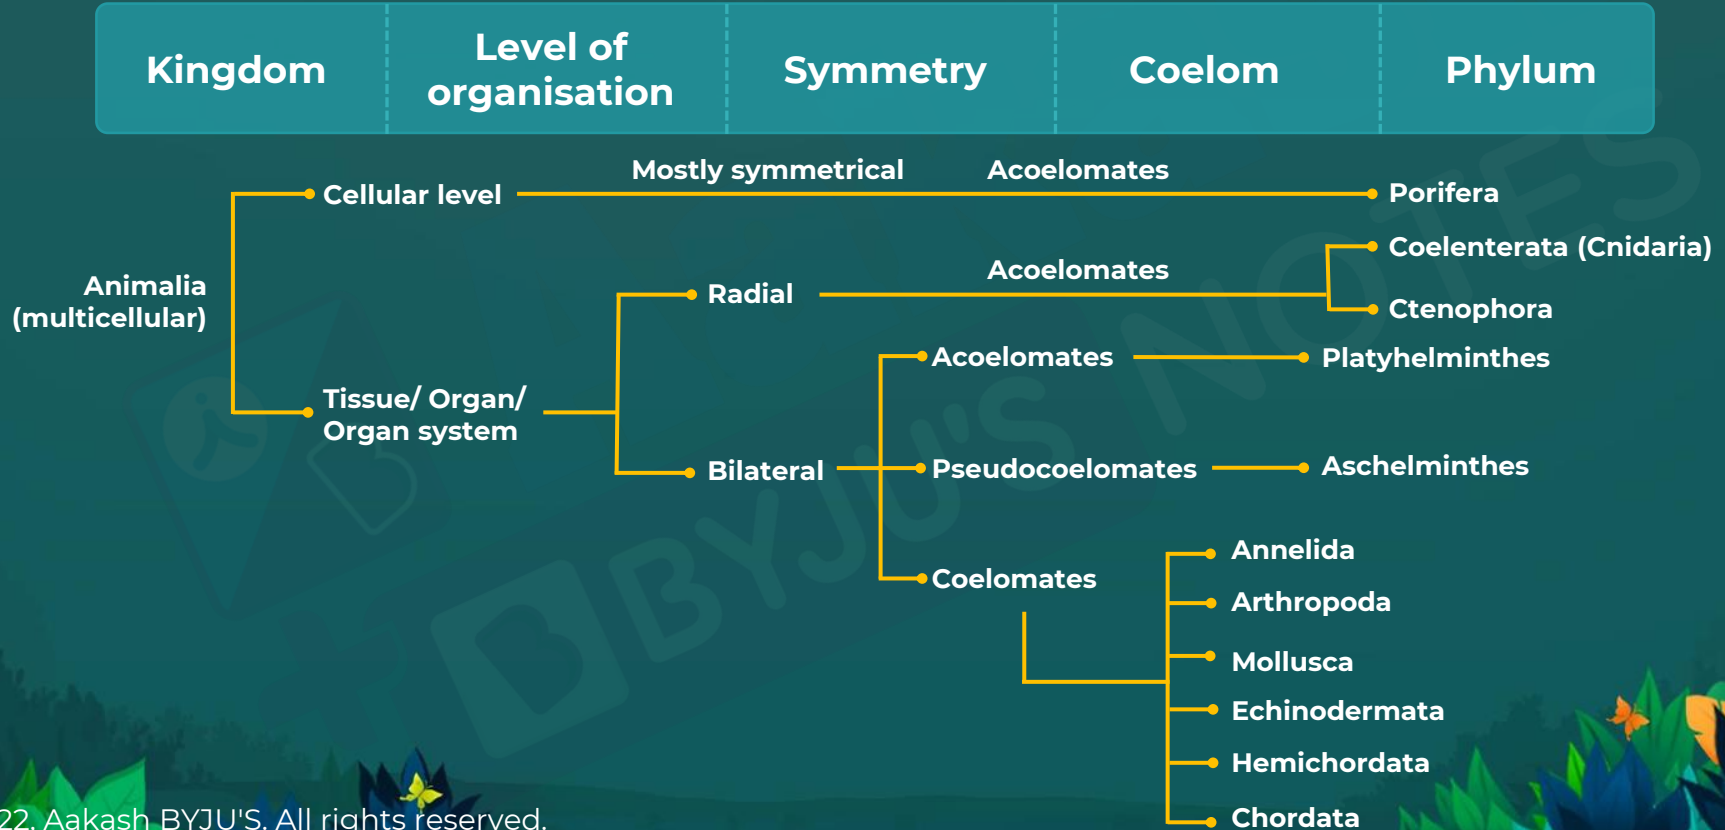 Kingdom
Level of
organisation
Symmetry
Coelom
Phylum
Mostly symmetrical
Acoelomates
Cellular level
Porifera
Coelenterata (Cnidaria)
Acoelomates
Animalia
(multicellular)
Radial
Ctenophora
Acoelomates
Platyhelminthes
Tissue/ Organ/
Organ system
Bilateral
Pseudocoelomates
Aschelminthes
Annelida
Coelomates
Arthropoda
Mollusca
Echinodermata
Hemichordata
Chordata
BYJU'S NOTES
22, Aakash BYJU'S. All rights reserved.